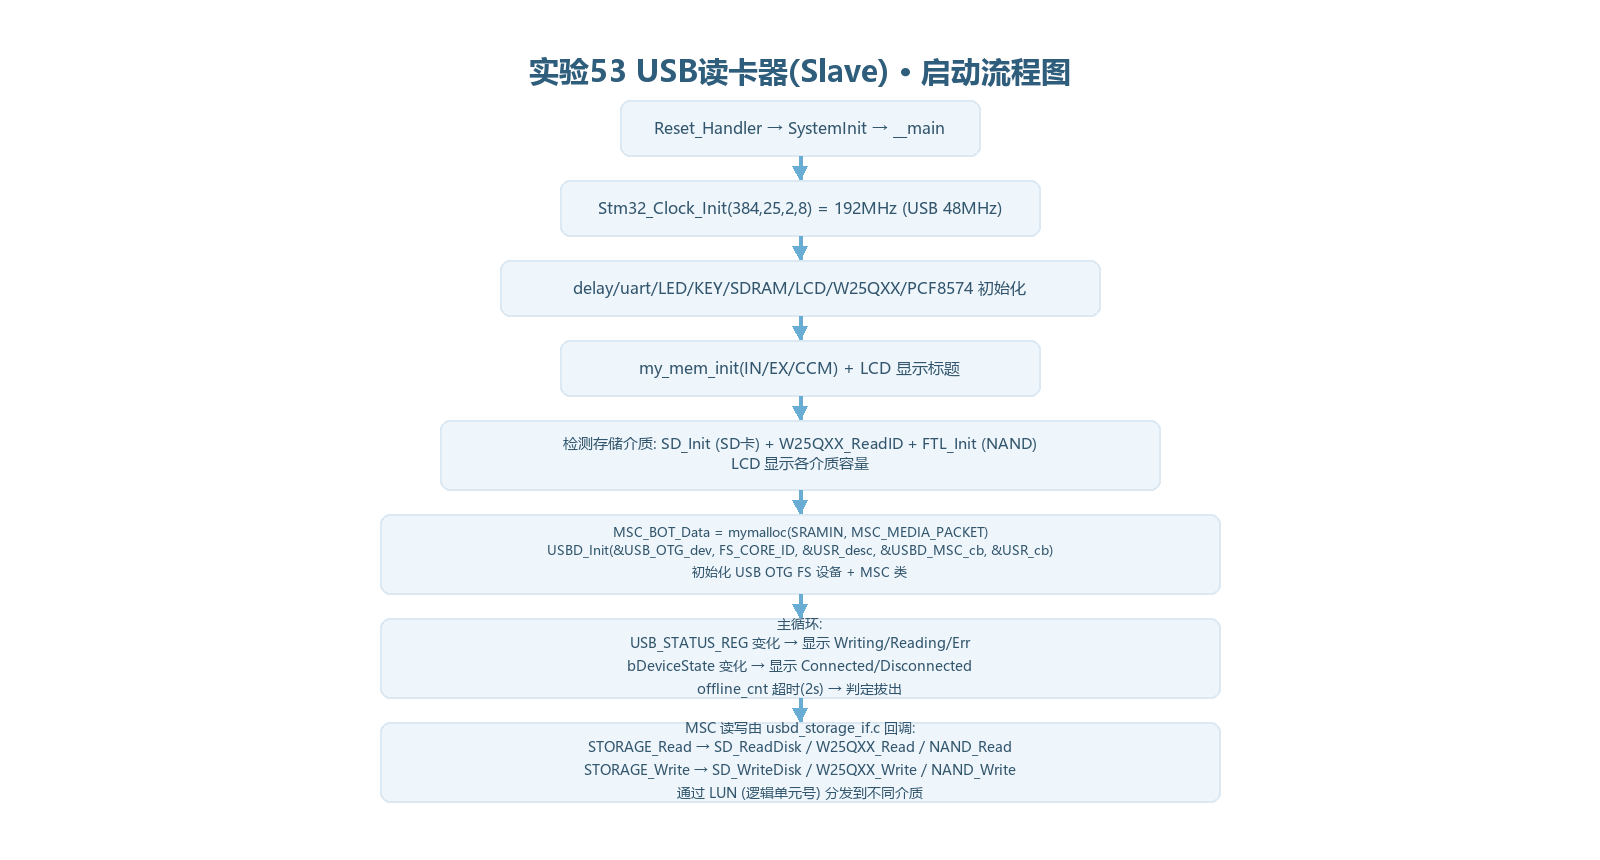 实验53 USB读卡器(Slave) • 启动流程图
Reset_Handler → SystemInit → __main
Stm32_Clock_Init(384,25,2,8) = 192MHz (USB 48MHz)
delay/uart/LED/KEY/SDRAM/LCD/W25QXX/PCF8574 初始化
my_mem_init(IN/EX/CCM) + LCD 显示标题
检测存储介质: SD_Init (SD卡) + W25QXX_ReadID + FTL_Init (NAND)
LCD 显示各介质容量
MSC_BOT_Data = mymalloc(SRAMIN, MSC_MEDIA_PACKET)
USBD_Init(&USB_OTG_dev, FS_CORE_ID, &USR_desc, &USBD_MSC_cb, &USR_cb)
初始化 USB OTG FS 设备 + MSC 类
主循环:
USB_STATUS_REG 变化 → 显示 Writing/Reading/Err
bDeviceState 变化 → 显示 Connected/Disconnected
offline_cnt 超时(2s) → 判定拔出
MSC 读写由 usbd_storage_if.c 回调:
STORAGE_Read → SD_ReadDisk / W25QXX_Read / NAND_Read
STORAGE_Write → SD_WriteDisk / W25QXX_Write / NAND_Write
通过 LUN (逻辑单元号) 分发到不同介质